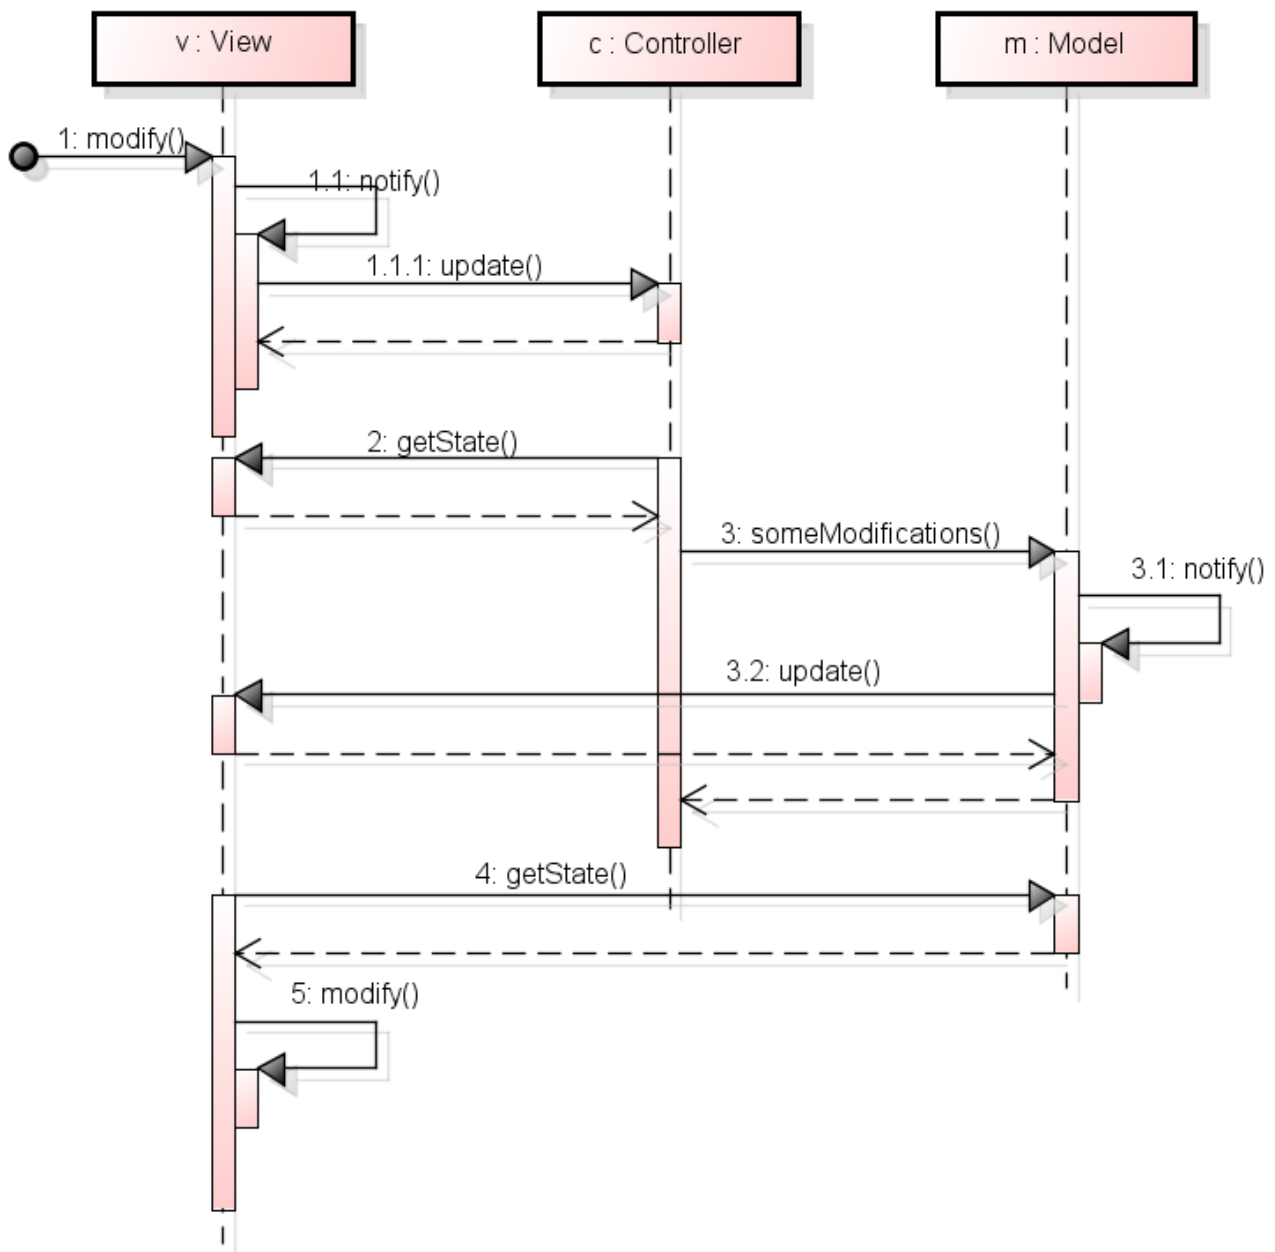 v : View
c : Controller
m : Model
1: modify()
1.1: notify()
1.1.1: update()
2: getState()
3: someModifications()
3.1: notify()
3.2: update()
4: getState()
5: modify()